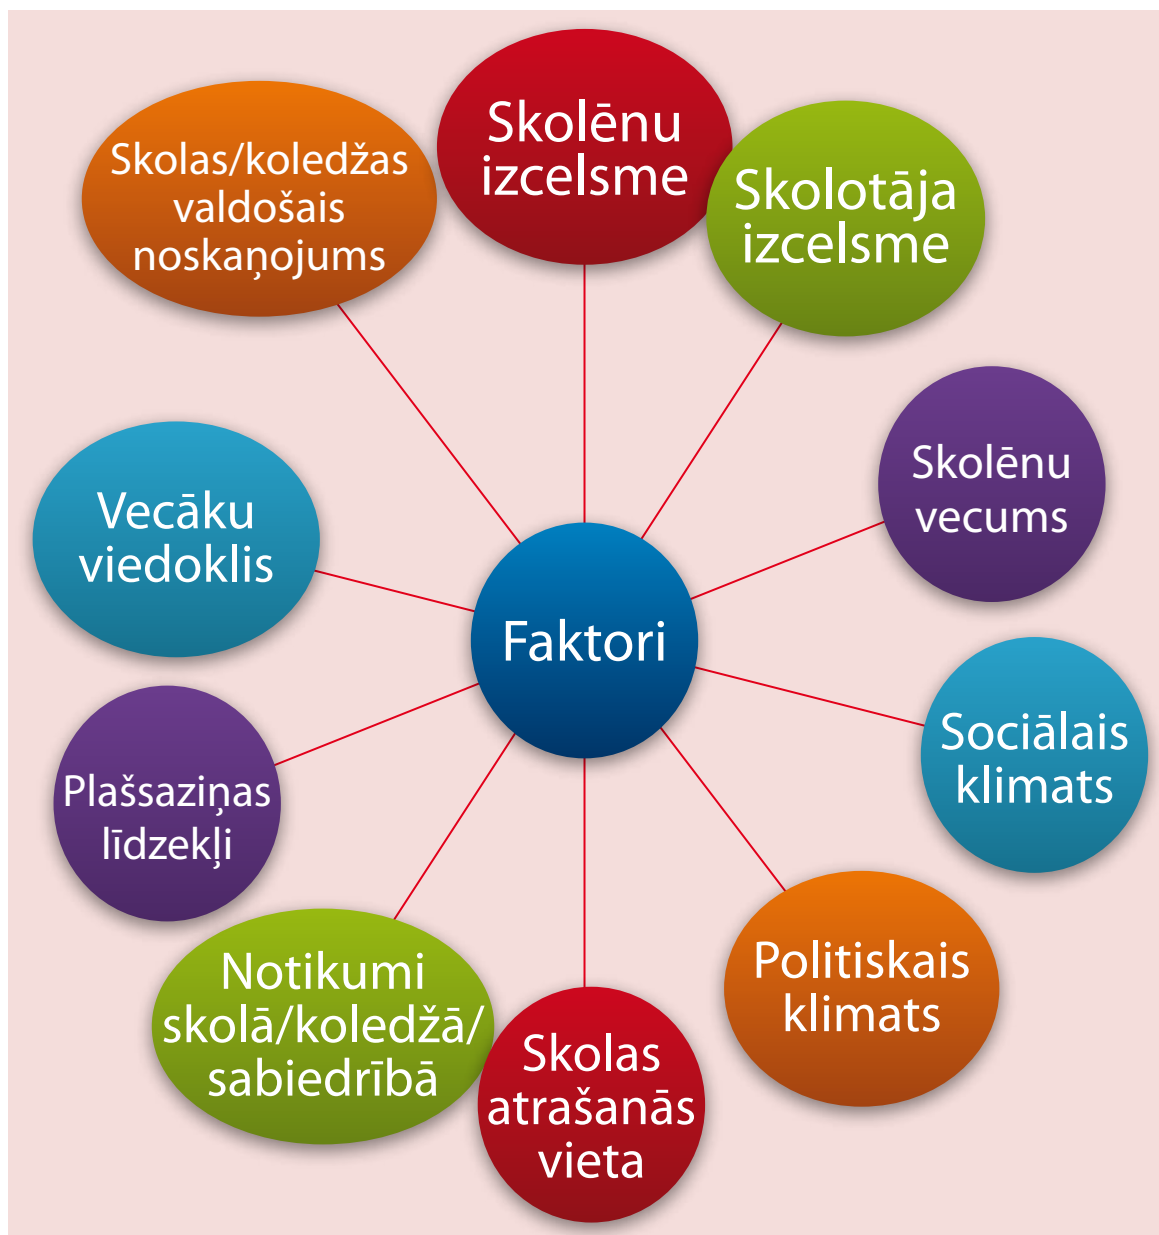 Skolēnu
izcelsme
Skolotāja
izcelsme
Skolēnu
vecums
Sociālais
klimats
Politiskais
klimats
Skolas
atrašanās
vieta
Notikumi
skolā/koledžā/
sabiedrībā
Plašsaziņas
līdzekļi
Vecāku
viedoklis
Skolas/koledžas
valdošais
noskaņojums
Faktori